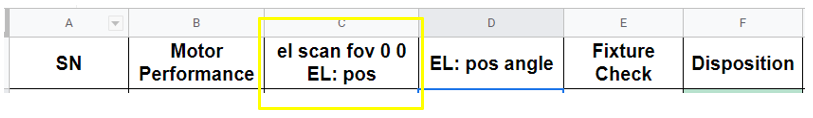 A B C D E F
SN Motor Performance el scan fov 0 0 EL: pos EL: pos angle Fixture Check Disposition